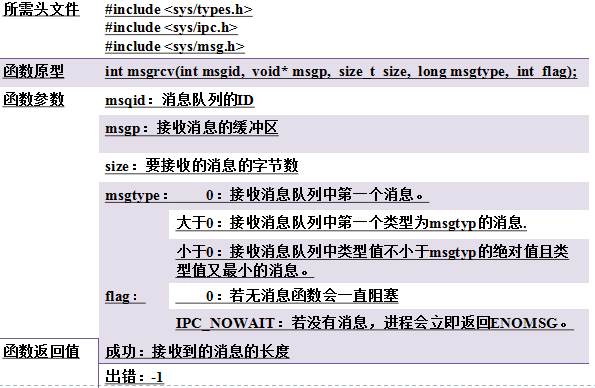 所需头文件 #include <sys/types.h>
#include <sys/ipc.h>
#include <sys/msg.h>
函数原型 int msgrcv(int msgid, void* msgp, size_t size, long msgtype, int flag);
函数参数 msqid：消息队列的ID
msgp：接收消息的缓冲区
size：要接收的消息的字节数
msgtype： 0：接收消息队列中第一个消息。
大于0：接收消息队列中第一个类型为msgtyp的消息.
小于0：接收消息队列中类型值不小于msgtyp的绝对值且类
型值又最小的消息。
flag： 0：若无消息函数会一直阻塞
IPC_NOWAIT：若没有消息，进程会立即返回ENOMSG。
函数返回值 成功：接收到的消息的长度
出错：-1